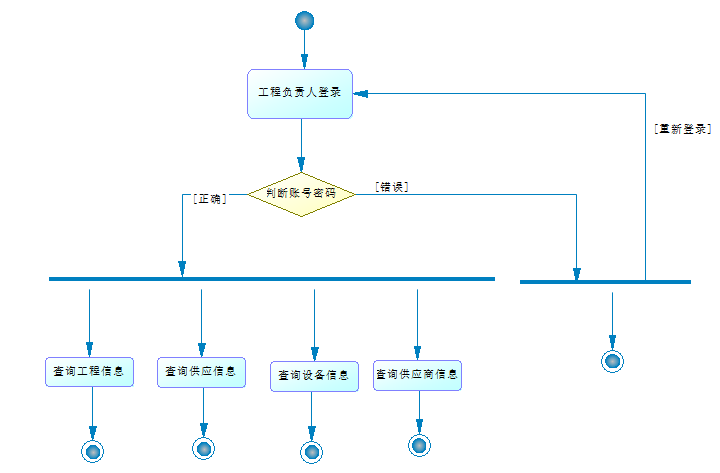 工程负责人登录
[重新登录]
判断账号密码
[正确]
[错误]
查询工程信息
查询供应信息
查询设备信息
查询供应商信息